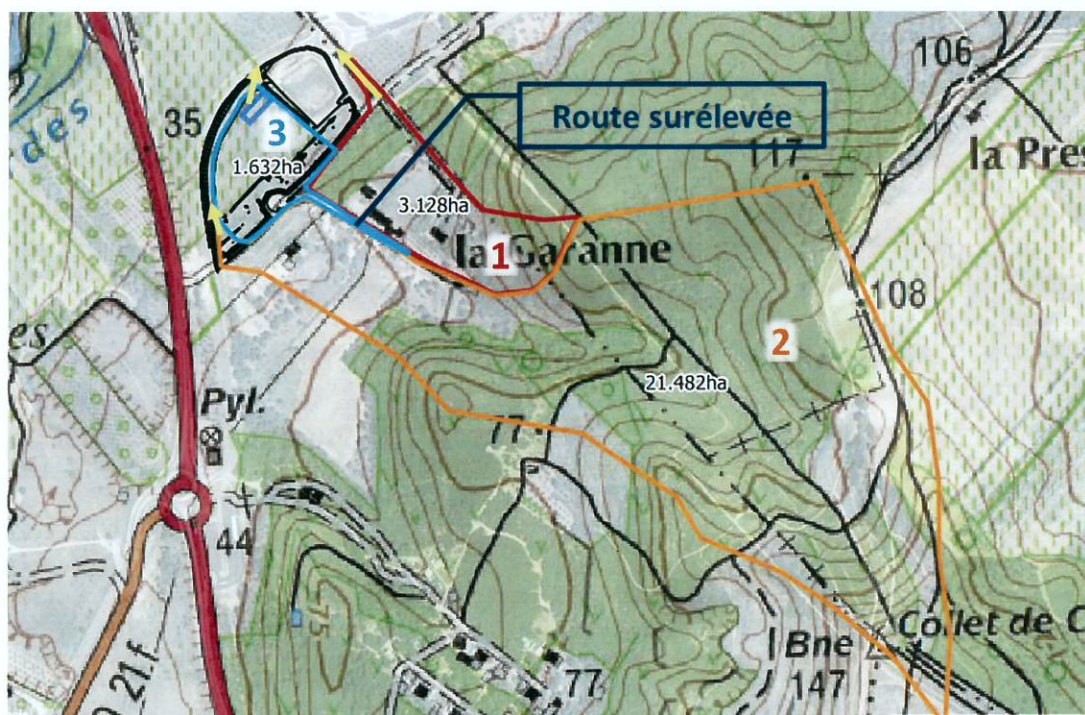 106
des
35
Route surélevée
3
117
la Pres
1.632ha
3.128ha
la Garanne
1
108
2
es
21.482ha
Pyl.
77
44
Collet de C
Bne
147
77
D 21.f